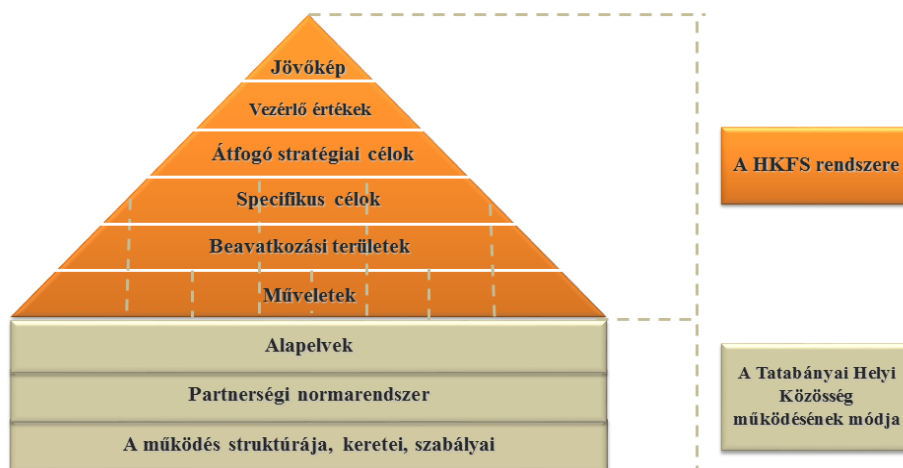 Jövőkép
Vezérlő értékek
Átfogó stratégiai célok
Specifikus célok
Beavatkozási területek
Műveletek
Alapelvek
Partnerségi normarendszer
A működés struktúrája, keretei, szabályai
A HKFS rendszere
A Tatabányai Helyi
Közösség
működésének módja